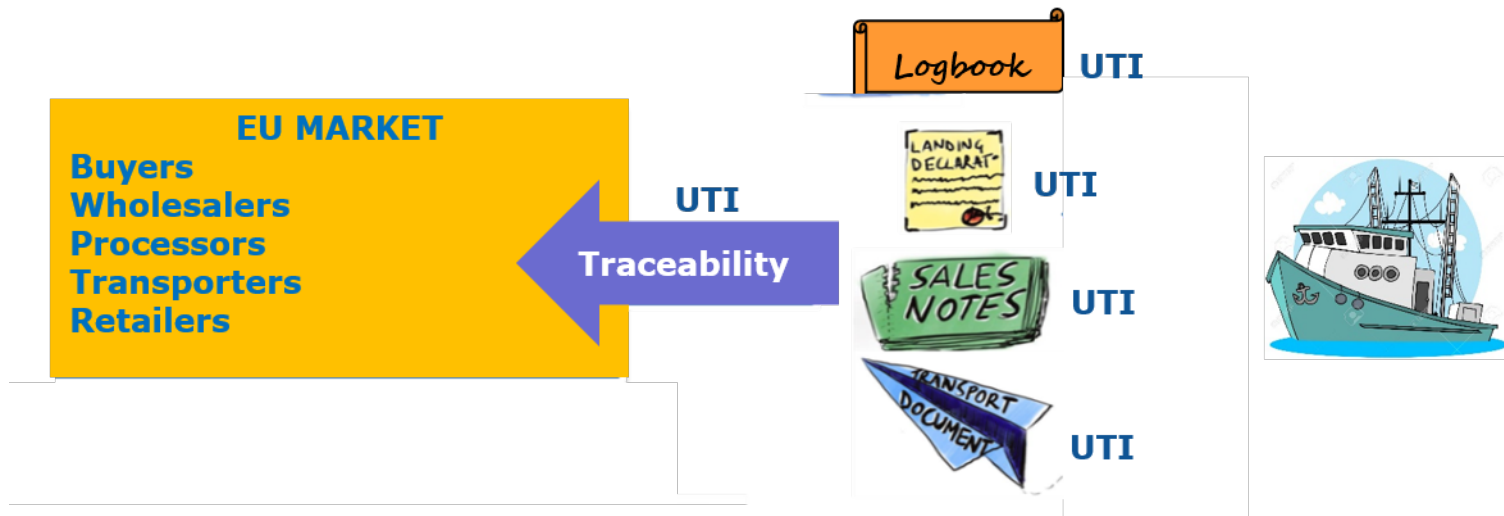 Logbook
UTI
EU MARKET
Buyers
Wholesalers
Processors
Transporters
Retailers
UTI
Traceability
LANDING
DECLARAT-
UTI
SALES
NOTES
UTI
TRANSPORT
DOCUMENT
UTI